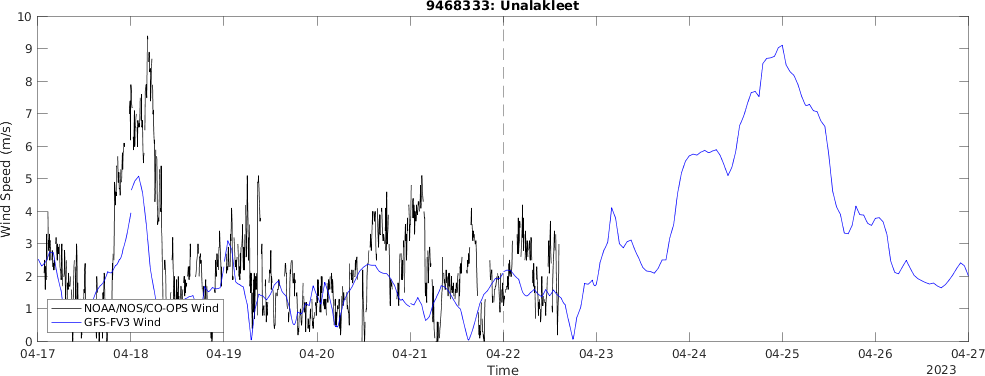 9468333: Unalakleet
10
9
8
7
6
5
4
3
2
1
0
Wind Speed (m/s)
NOAA/NOS/CO-OPS Wind
GFS-FV3 Wind
04-17 04-18 04-19 04-20 04-21 04-22 04-23 04-24 04-25 04-26 04-27
Time
2023